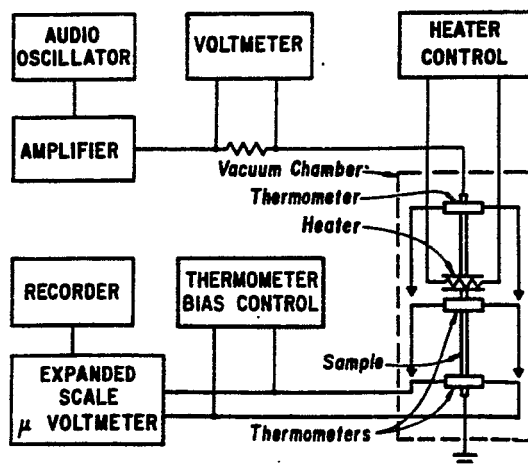 AUDIO
OSCILLATOR
VOLTMETER
HEATER
CONTROL
AMPLIFIER
Vacuum Chamber
Thermometer
Heater
RECORDER
THERMOMETER
BIAS CONTROL
EXPANDED
SCALE
μ VOLTMETER
Sample
Thermometers